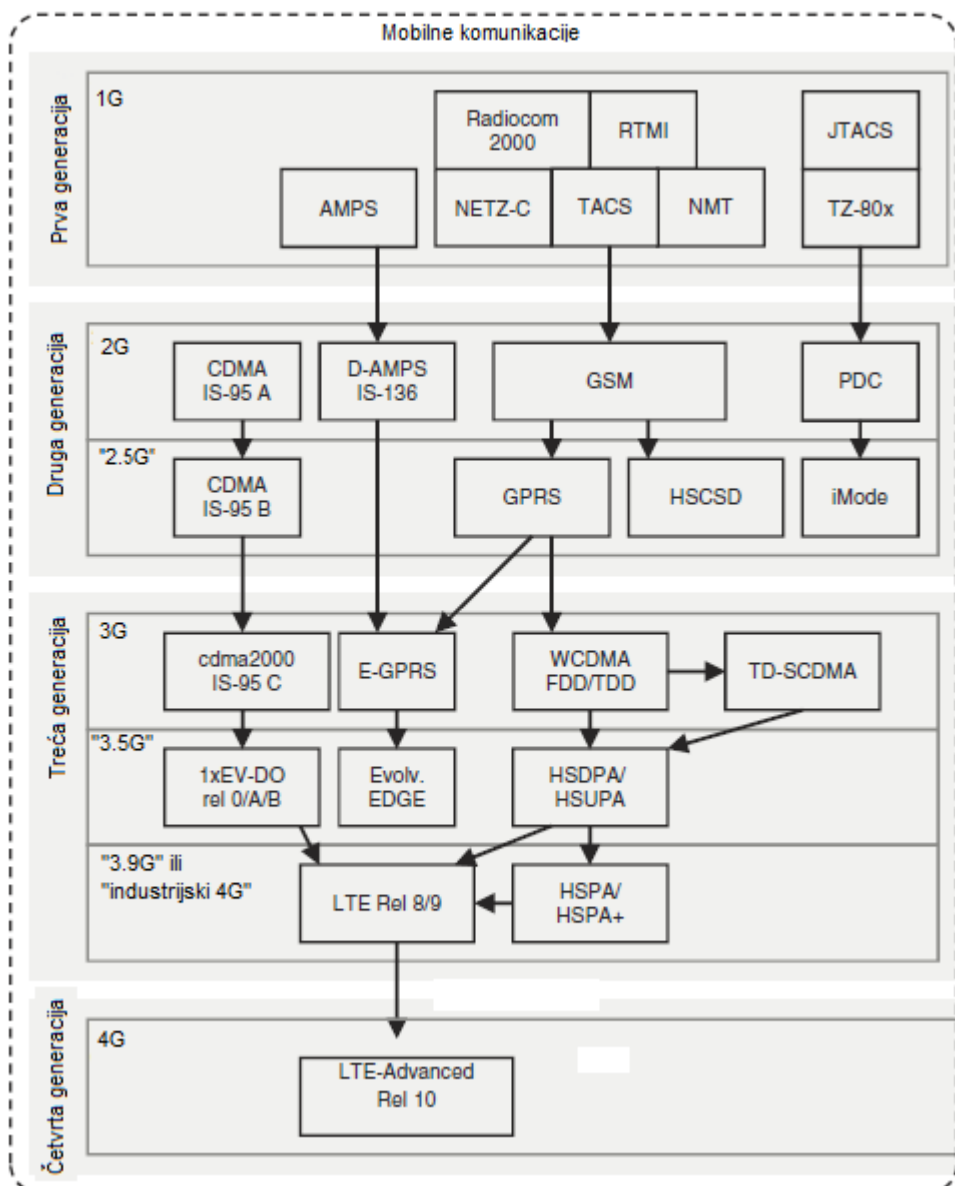 Mobilne komunikacije
Prva generacija
1G
Radiocom
2000
RTMI
JTACS
AMPS
NETZ-C
TACS
NMT
TZ-80x
Druga generacija
2G
CDMA
IS-95 A
D-AMPS
IS-136
GSM
PDC
"2.5G"
CDMA
IS-95 B
GPRS
HSCSD
iMode
Treća generacija
3G
cdma2000
IS-95 C
E-GPRS
WCDMA
FDD/TDD
TD-SCDMA
"3.5G"
1xEV-DO
rel 0/A/B
Evolv.
EDGE
HSDPA/
HSUPA
"3.9G" ili
"industrijski 4G"
LTE Rel 8/9
HSPA/
HSPA+
Četvrta generacija
4G
LTE-Advanced
Rel 10